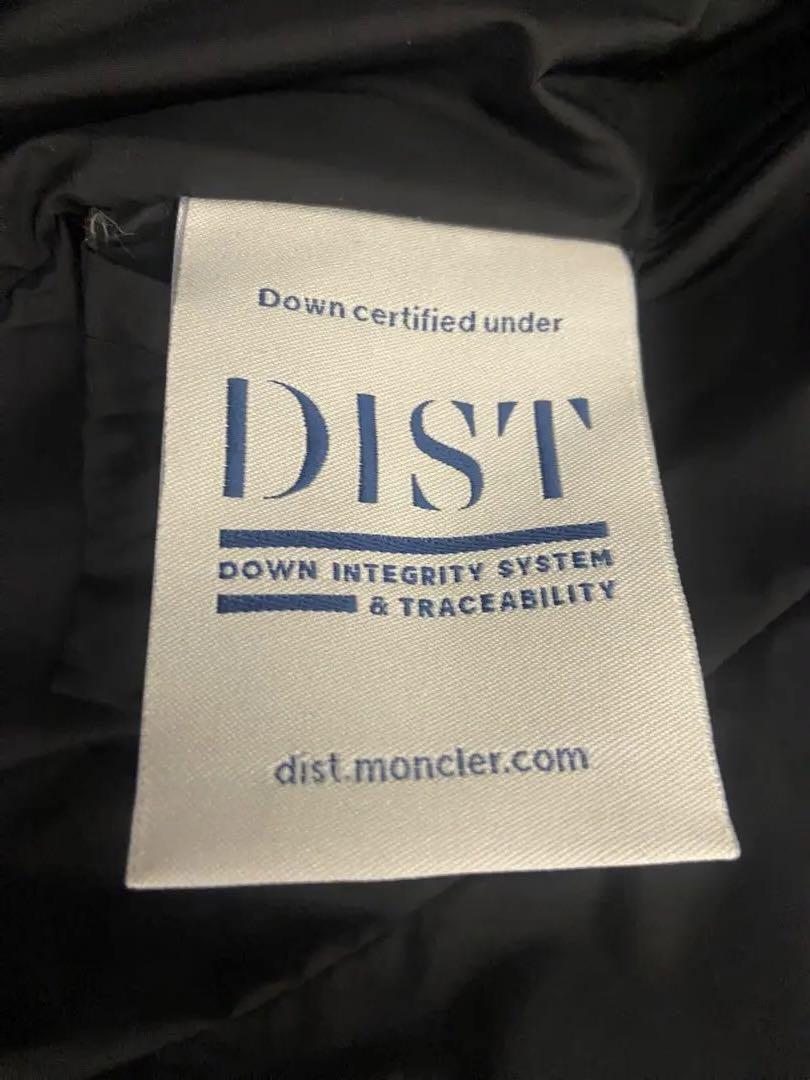 Down certified under
DIST
DOWN INTEGRITY SYSTEM
& TRACEABILITY
dist.moncler.com